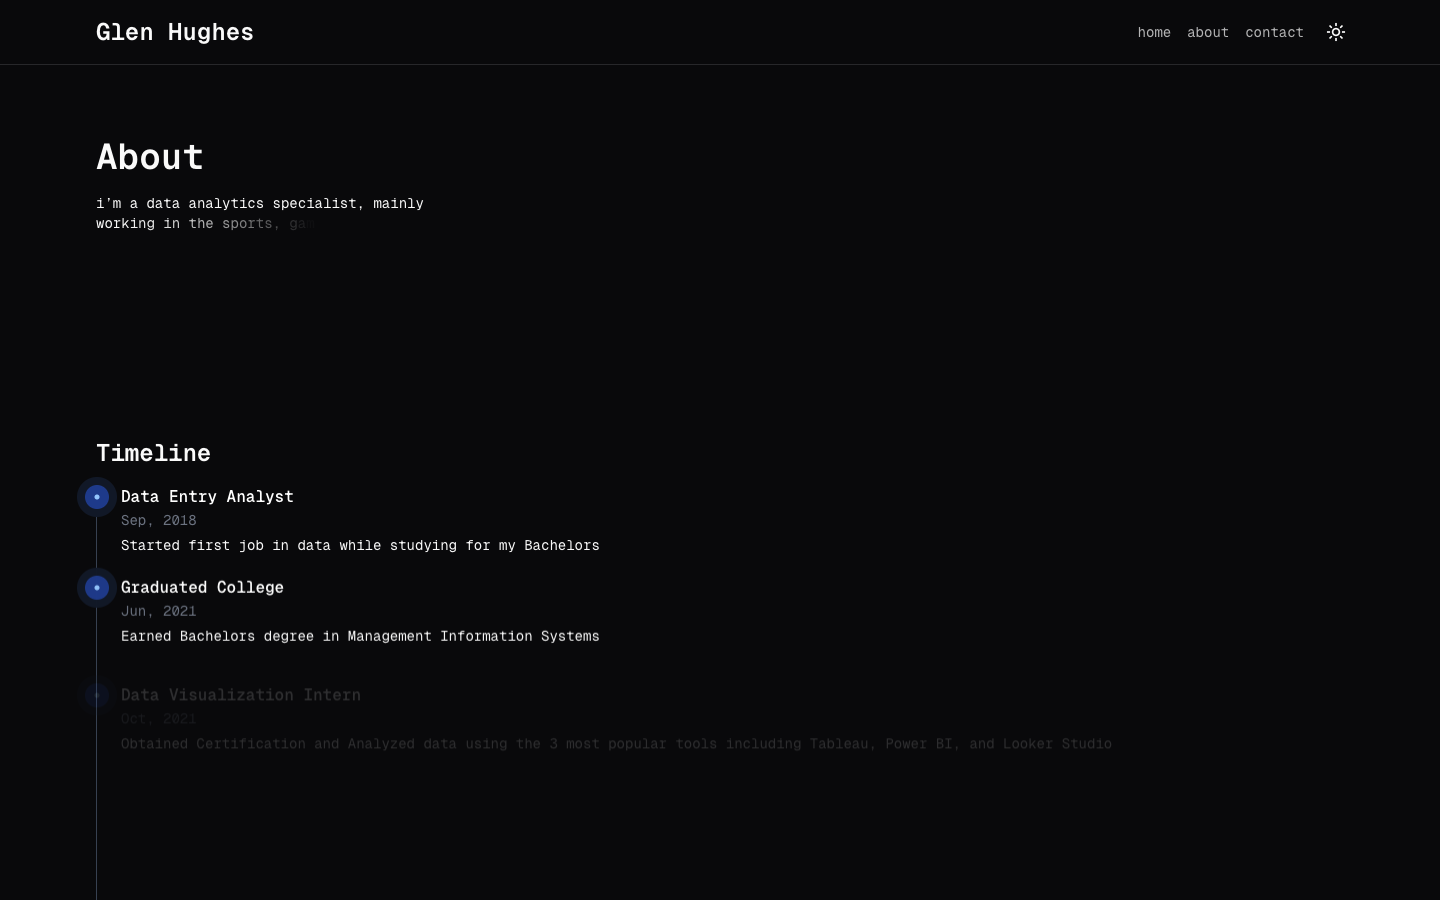 Glen Hughes
home about contact
About
i'm a data analytics specialist, mainly
working in the sports,
Timeline
Data Entry Analyst
Sep, 2018
Started first job in data while studying for my Bachelors
Graduated College
Jun, 2021
Earned Bachelors degree in Management Information Systems
Data Visualization Intern
Oct, 2021
Obtained Certification and Analyzed data using the 3 most popular tools including Tableau, Power BI, and Looker Studio